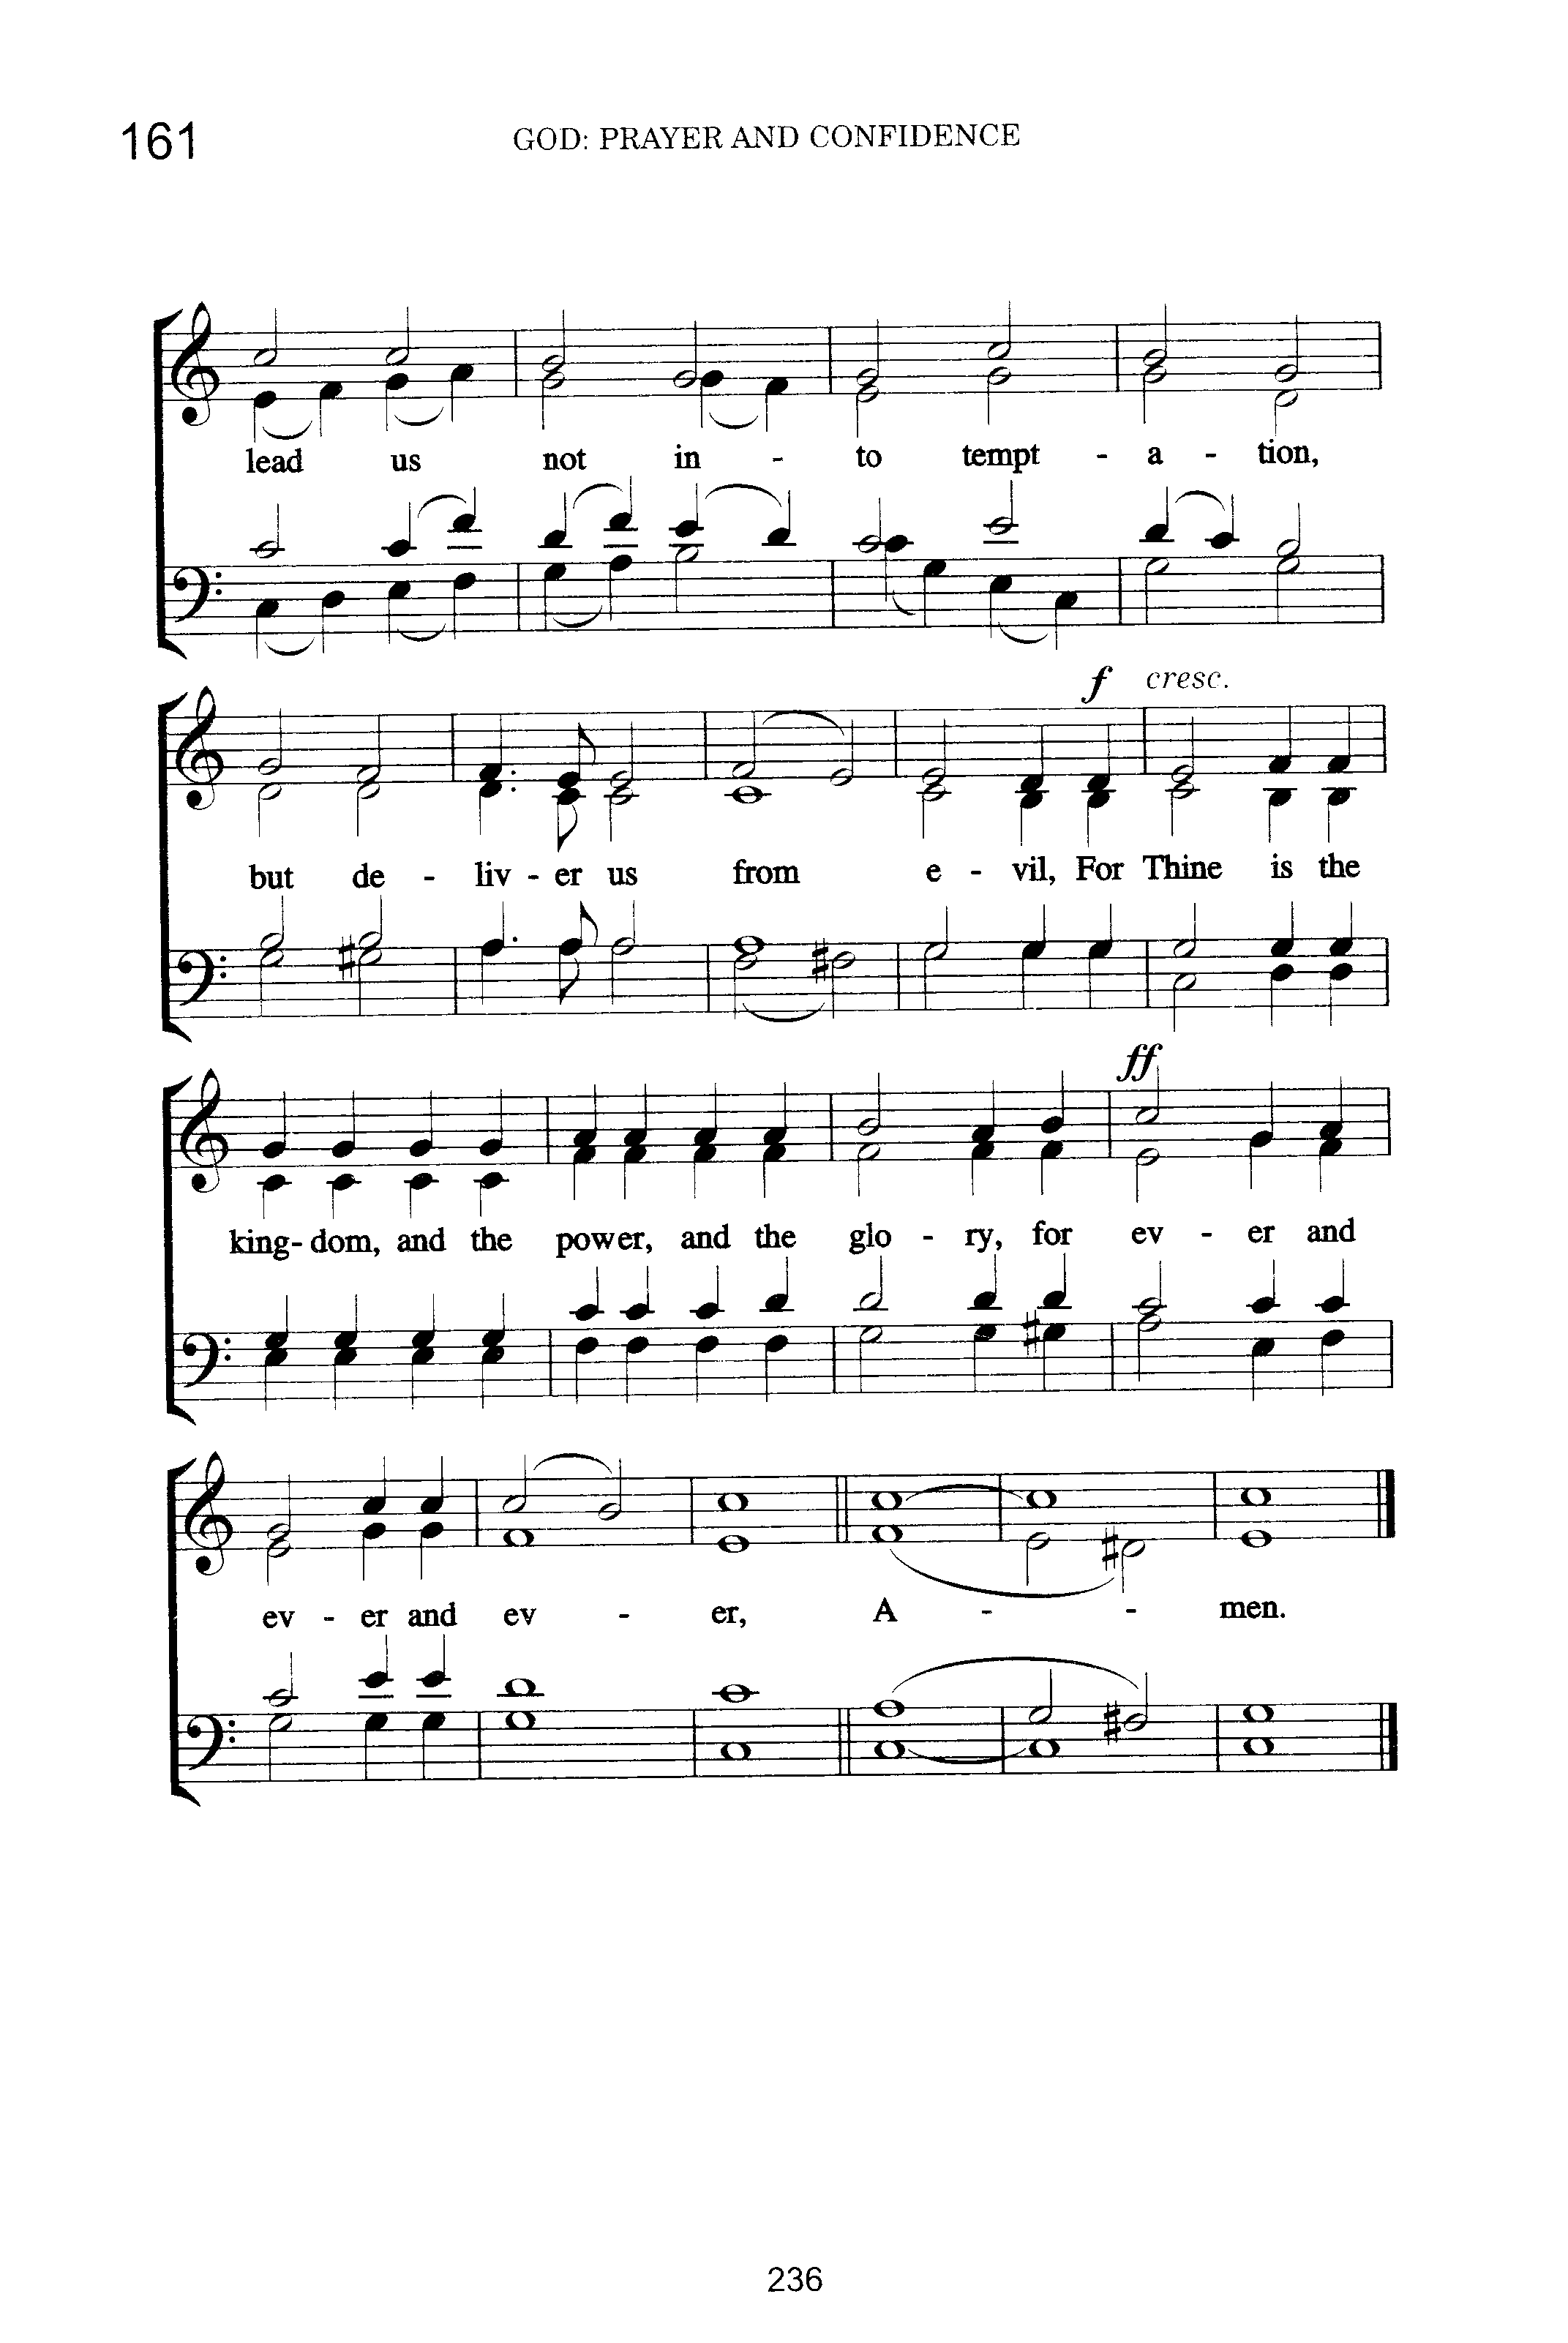 161
GOD: PRAYER AND CONFIDENCE
lead us not in - to tempt - a - tion,
f cresc.
but de - liv - er us from e - vil, For Thine is the
ff
king- dom, and the power, and the glo - ry, for ev - er and
ev - er and ev - er, A - - men.
236